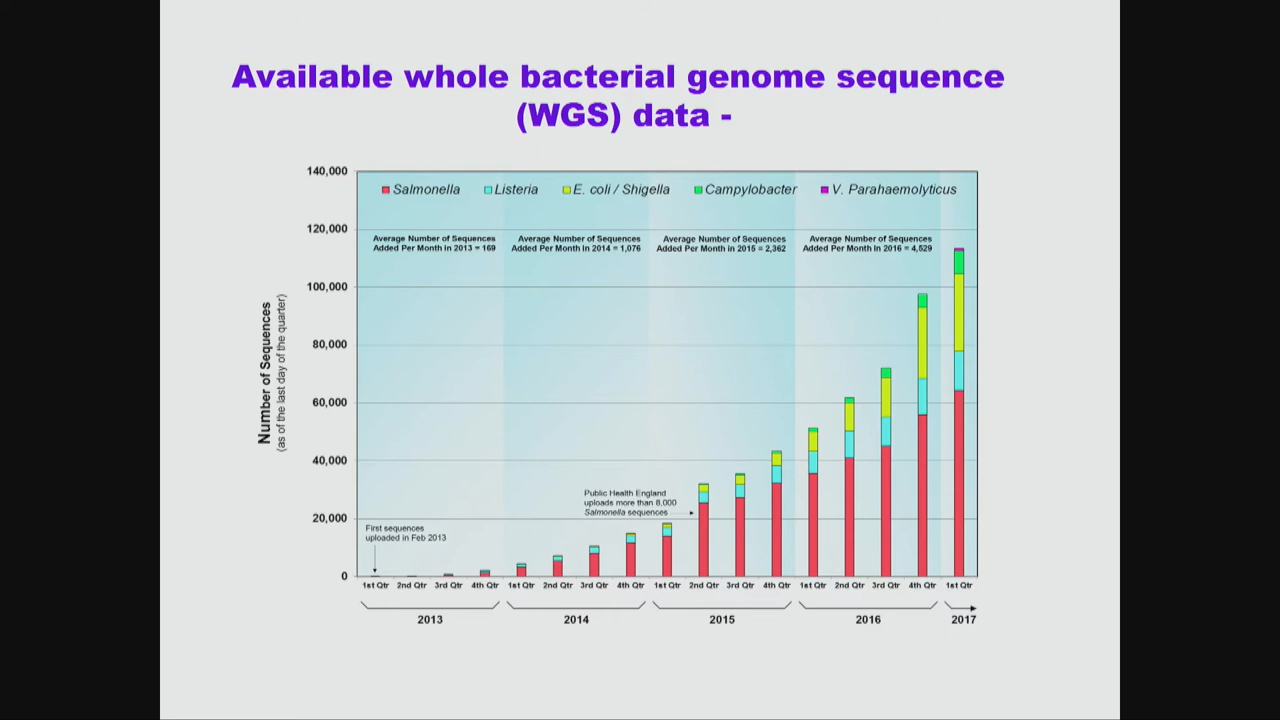 Available whole bacterial genome sequence
(WGS) data -
140,000
120,000
100,000
80,000
60,000
40,000
20,000
0
Number of Sequences
(as of the last day of the quarter)
Salmonella Listeria E. coli / Shigella Campylobacter V. Parahaemolyticus
Average Number of Sequences
Added Per Month in 2013 = 169
Average Number of Sequences
Added Per Month in 2014 = 1,076
Average Number of Sequences
Added Per Month in 2015 = 2,362
Average Number of Sequences
Added Per Month in 2016 = 4,529
Public Health England
uploads more than 8,000
Salmonella sequences
First sequences
uploaded in Feb 2013
1st Qtr 2nd Qtr 3rd Qtr 4th Qtr 1st Qtr 2nd Qtr 3rd Qtr 4th Qtr 1st Qtr 2nd Qtr 3rd Qtr 4th Qtr 1st Qtr 2nd Qtr 3rd Qtr 4th Qtr 1st Qtr
2013 2014 2015 2016 2017